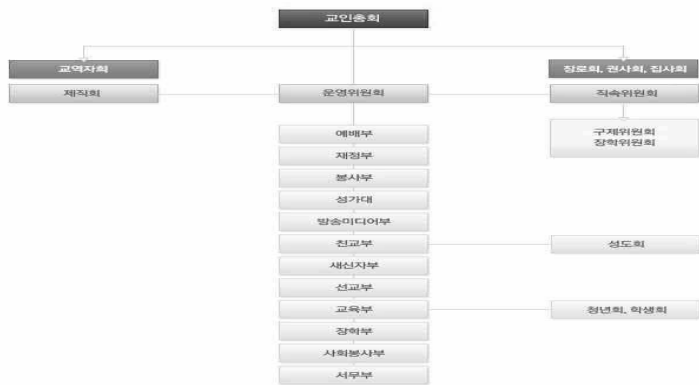 교인총회
교역자회
장로회, 권사회, 집사회
제직회
운영위원회
직속위원회
예배부
구제위원회
장학위원회
재정부
봉사부
성가대
방송미디어부
친교부
성도회
새신자부
선교부
교육부
청년회, 학생회
장학부
사회봉사부
서무부